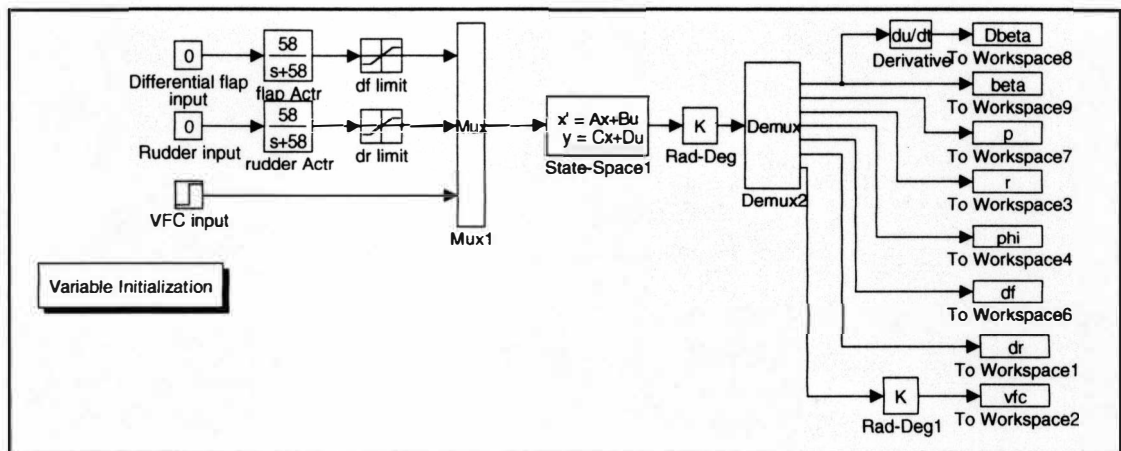 0
Differential flap
input
58
s+58
flap Actr
df limit
0
Rudder input
58
s+58
rudder Actr
dr limit
VFC input
Mux
Mux1
x' = Ax+Bu
y = Cx+Du
State-Space1
K
Rad-Deg
Demux
Demux2
du/dt
Derivative
Dbeta
To Workspace8
beta
To Workspace9
p
To Workspace7
r
To Workspace3
phi
To Workspace4
df
To Workspace6
dr
To Workspace1
K
Rad-Deg1
vfc
To Workspace2
Variable Initialization